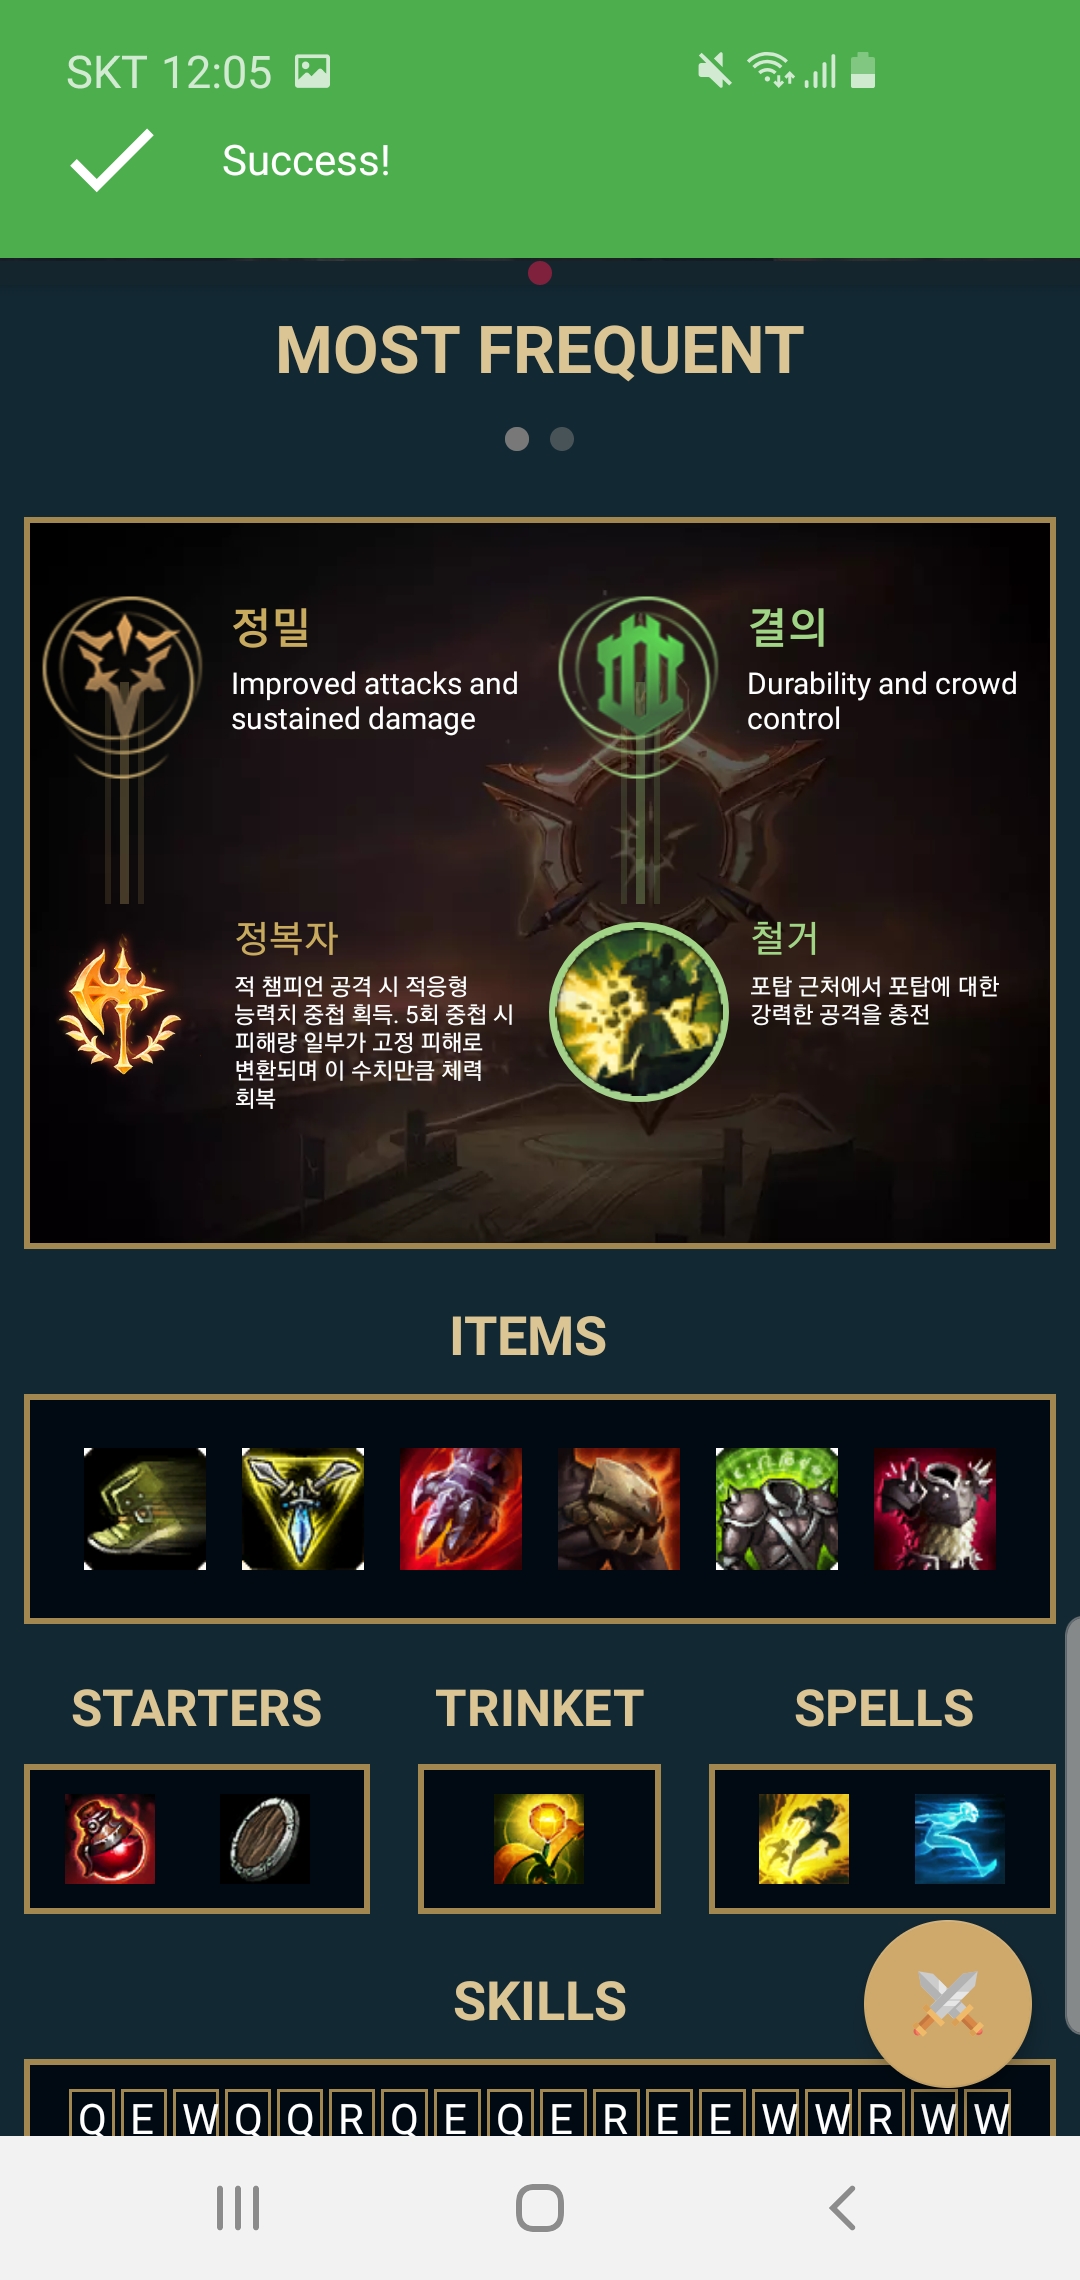 SKT 12:05
Success!
MOST FREQUENT
정밀
Improved attacks and
sustained damage
결의
Durability and crowd
control
정복자
적 챔피언 공격 시 적응형
능력치 중첩 획득. 5회 중첩 시
피해량 일부가 고정 피해로
변환되며 이 수치만큼 체력
회복
철거
포탑 근처에서 포탑에 대한
강력한 공격을 충전
ITEMS
STARTERS
TRINKET
SPELLS
SKILLS
Q E W Q Q R Q E Q E R E E W W R W W